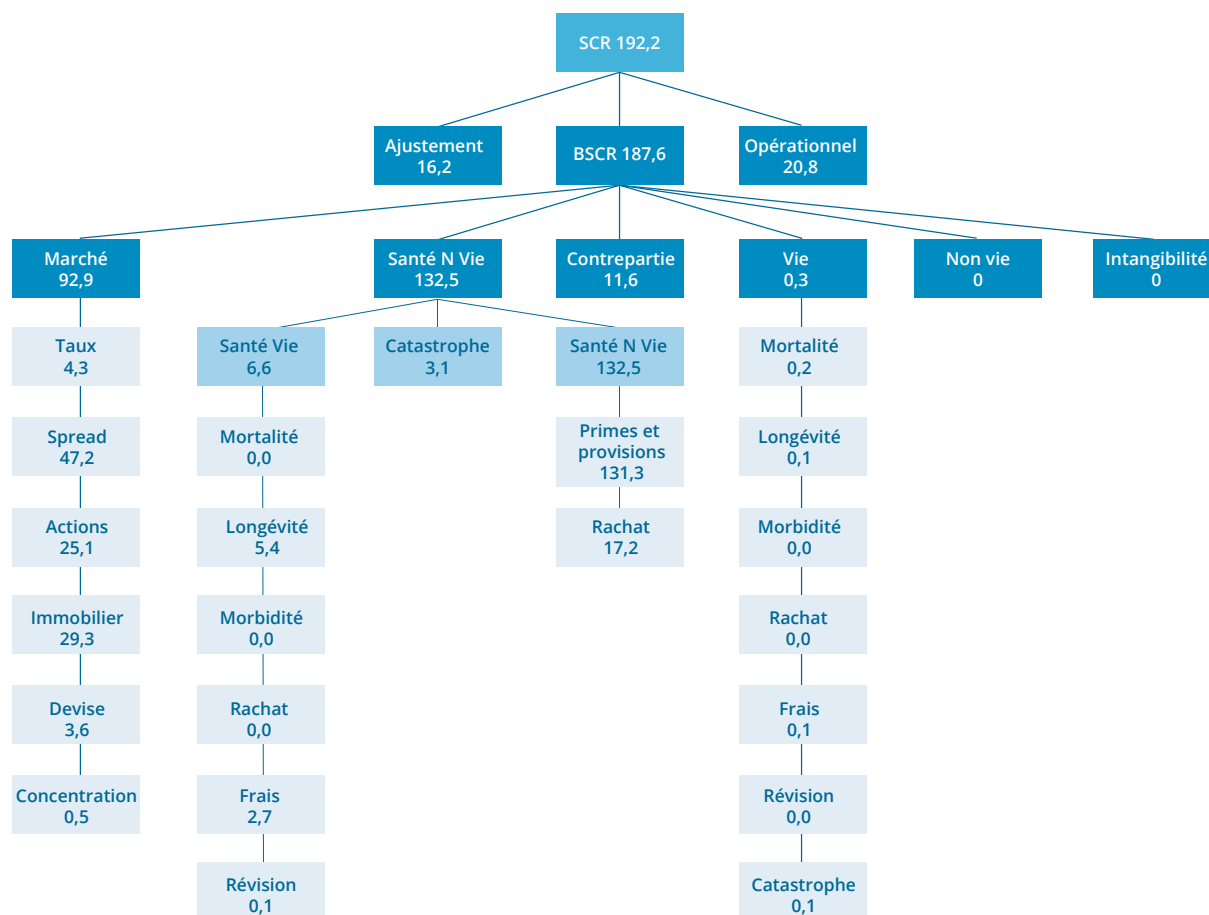 SCR 192,2
Ajustement
16,2
BSCR 187,6
Opérationnel
20,8
Marché
92,9
Santé N Vie
132,5
Contrepartie
11,6
Vie
0,3
Non vie
0
Intangibilité
0
Taux
4,3
Spread
47,2
Actions
25,1
Immobilier
29,3
Devise
3,6
Concentration
0,5
Santé Vie
6,6
Mortalité
0,0
Longévité
5,4
Morbidité
0,0
Rachat
0,0
Frais
2,7
Révision
0,1
Catastrophe
3,1
Santé N Vie
132,5
Primes et
provisions
131,3
Rachat
17,2
Mortalité
0,2
Longévité
0,1
Morbidité
0,0
Rachat
0,0
Frais
0,1
Révision
0,0
Catastrophe
0,1